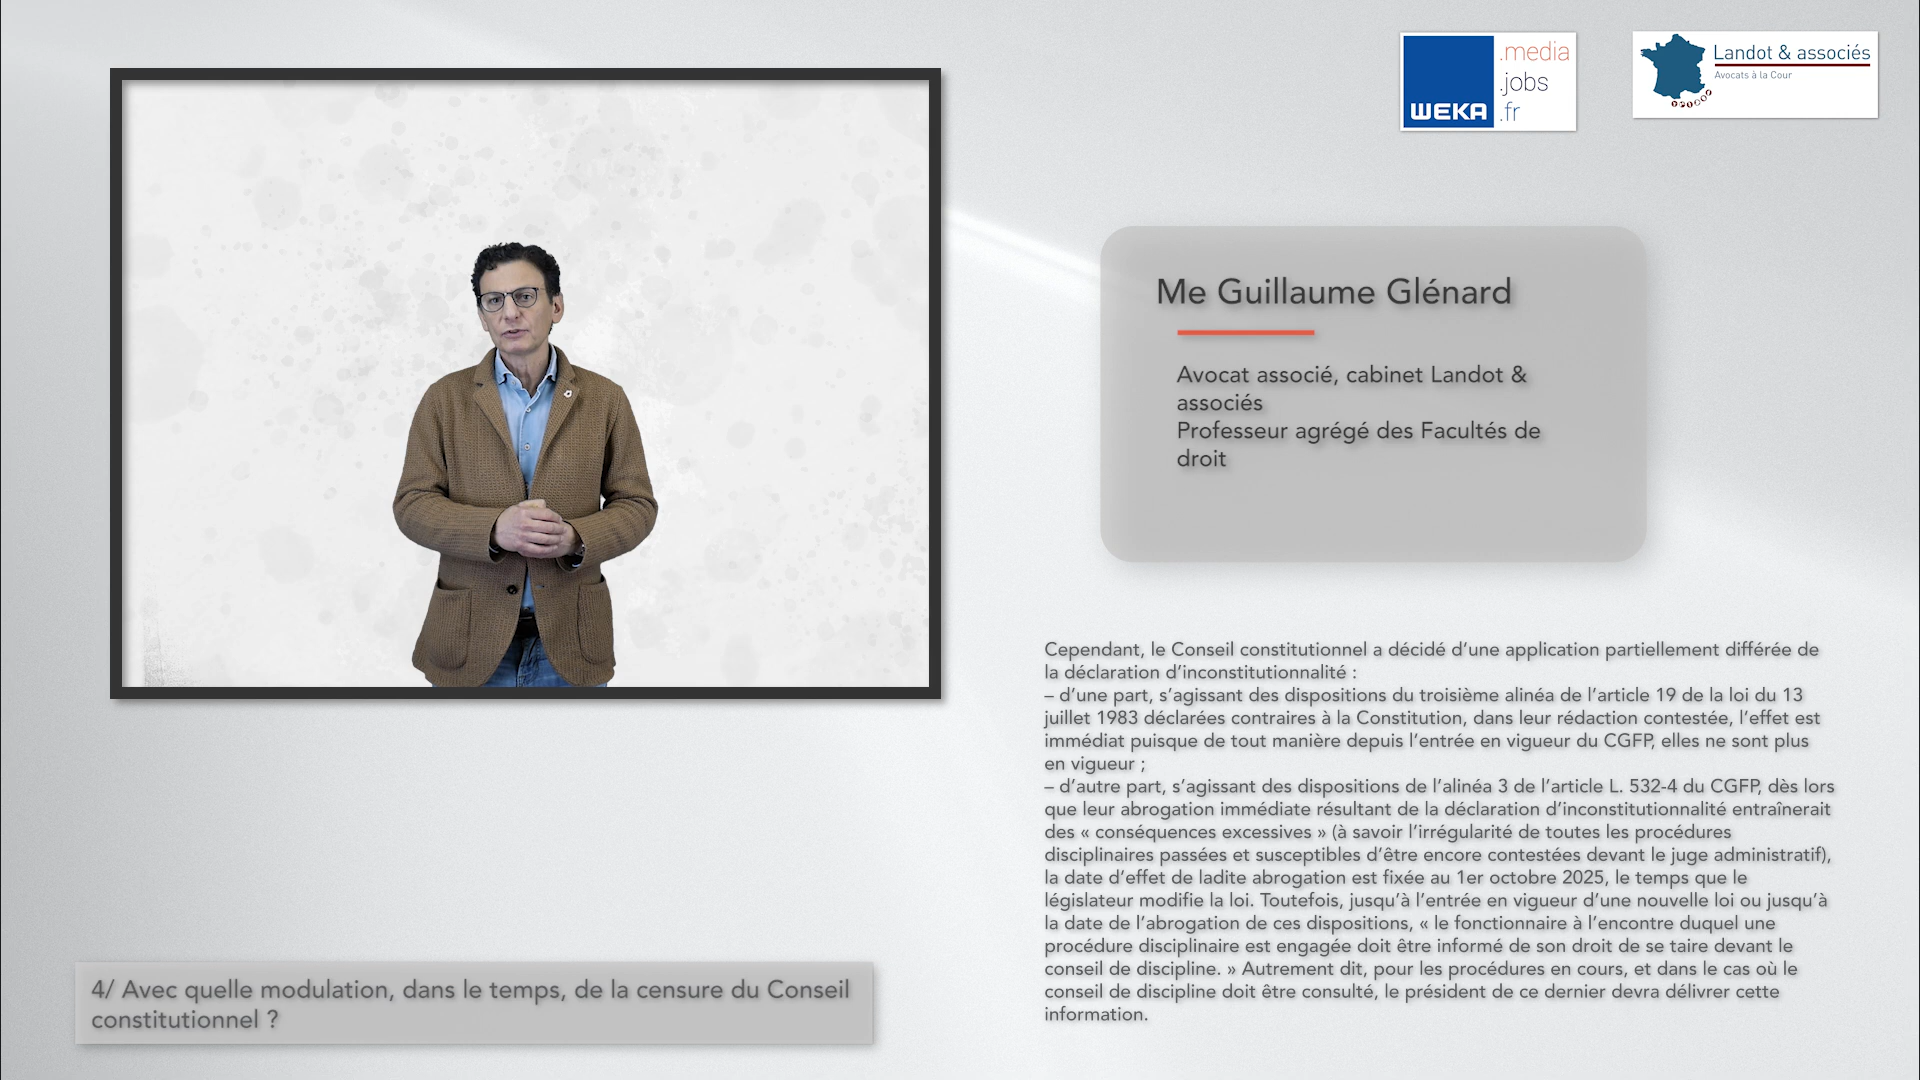 WEKA
.media
.jobs
.fr
Landot & associés
Avocats à la Cour
Me Guillaume Glénard
Avocat associé, cabinet Landot &
associés
Professeur agrégé des Facultés de
droit
Cependant, le Conseil constitutionnel a décidé d’une application partiellement différée de
la déclaration d’inconstitutionnalité :
– d’une part, s’agissant des dispositions du troisième alinéa de l’article 19 de la loi du 13
juillet 1983 déclarées contraires à la Constitution, dans leur rédaction contestée, l’effet est
immédiat puisque de tout manière depuis l’entrée en vigueur du CGFP, elles ne sont plus
en vigueur ;
– d’autre part, s’agissant des dispositions de l’alinéa 3 de l’article L. 532-4 du CGFP, dès lors
que leur abrogation immédiate résultant de la déclaration d’inconstitutionnalité entraînerait
des « conséquences excessives » (à savoir l’irrégularité de toutes les procédures
disciplinaires passées et susceptibles d’être encore contestées devant le juge administratif),
la date d’effet de ladite abrogation est fixée au 1er octobre 2025, le temps que le
législateur modifie la loi. Toutefois, jusqu’à l’entrée en vigueur d’une nouvelle loi ou jusqu’à
la date de l’abrogation de ces dispositions, « le fonctionnaire à l’encontre duquel une
procédure disciplinaire est engagée doit être informé de son droit de se taire devant le
conseil de discipline. » Autrement dit, pour les procédures en cours, et dans le cas où le
conseil de discipline doit être consulté, le président de ce dernier devra délivrer cette
information.
4/ Avec quelle modulation, dans le temps, de la censure du Conseil
constitutionnel ?